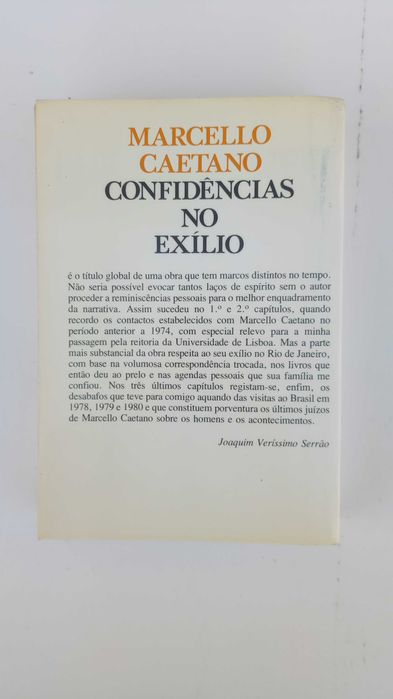 MARCELLO
CAETANO
CONFIDÊNCIAS
NO
EXÍLIO
é o título global de uma obra que tem marcos distintos no tempo.
Não seria possível evocar tantos laços de espírito sem o autor
proceder a reminiscências pessoais para o melhor enquadramento
da narrativa. Assim sucedeu no 1.º e 2.º capítulos, quando
recordo os contactos estabelecidos com Marcello Caetano no
período anterior a 1974, com especial relevo para a minha
passagem pela reitoria da Universidade de Lisboa. Mas a parte
mais substancial da obra respeita ao seu exílio no Rio de Janeiro,
com base na volumosa correspondência trocada, nos livros que
então deu ao prelo e nas agendas pessoais que sua família me
confiou. Nos três últimos capítulos registam-se, enfim, os
desabafos que teve para comigo aquando das visitas ao Brasil em
1978, 1979 e 1980 e que constituem porventura os últimos juízos
de Marcello Caetano sobre os homens e os acontecimentos.
Joaquim Veríssimo Serrão